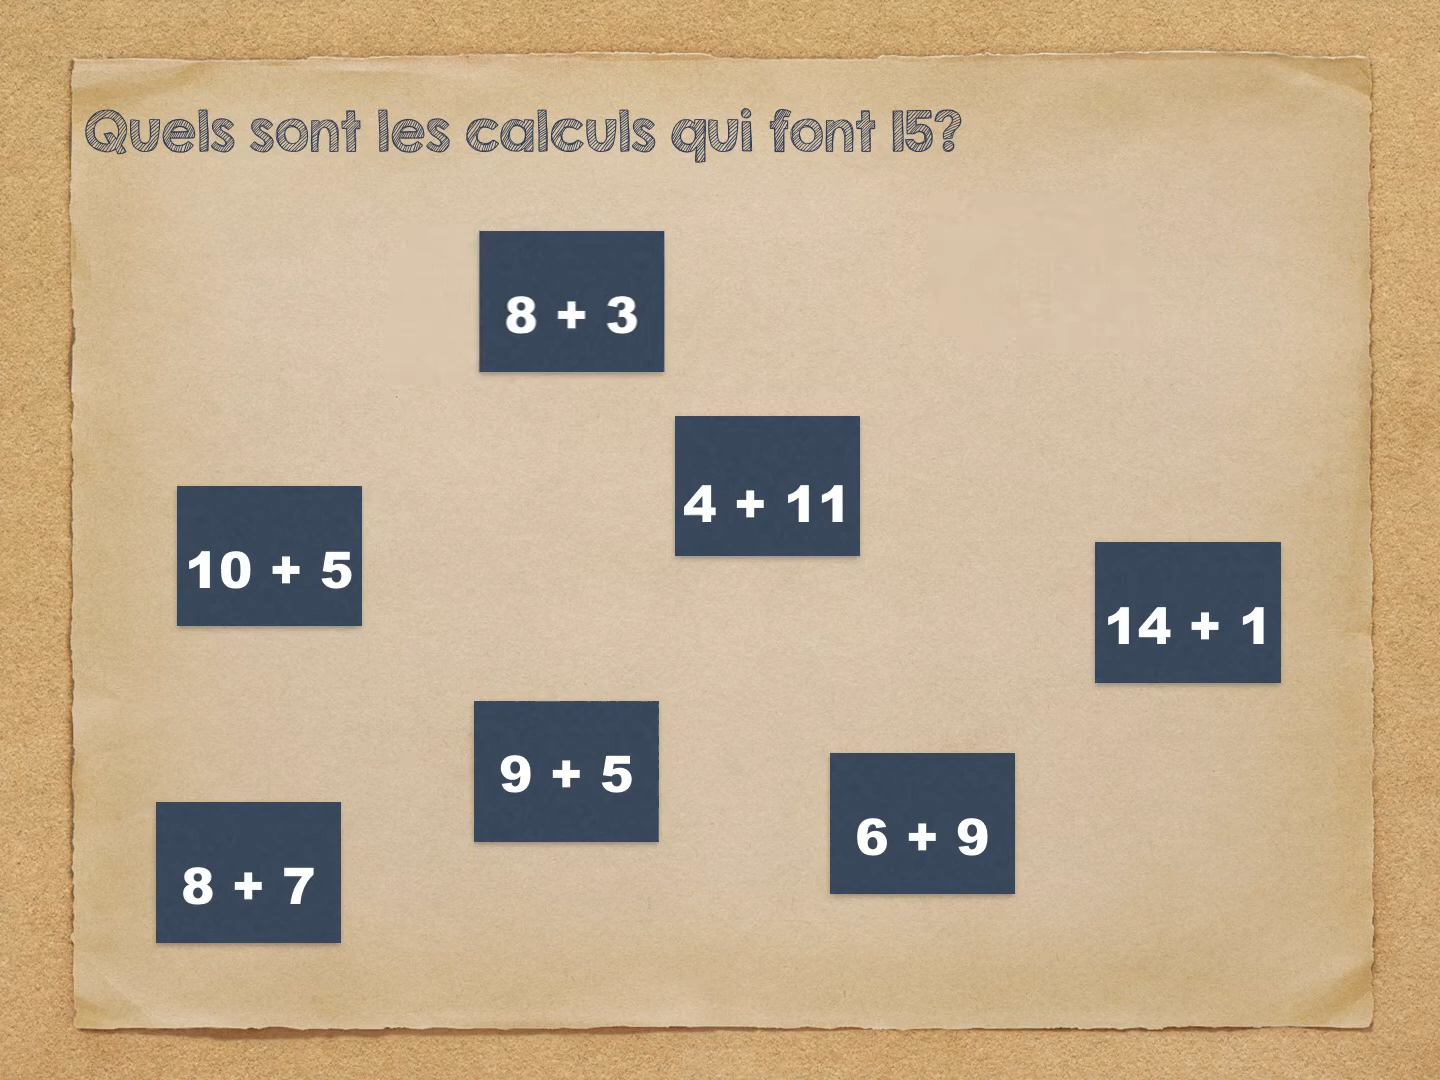 Quels sont les calculs qui font 15?
8 + 3
4 + 11
10 + 5
14 + 1
9 + 5
6 + 9
8 + 7